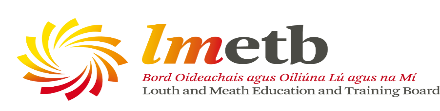 lmetb
Bord Oideachais agus Oiliúna Lú agus na Mí
Louth and Meath Education and Training Board